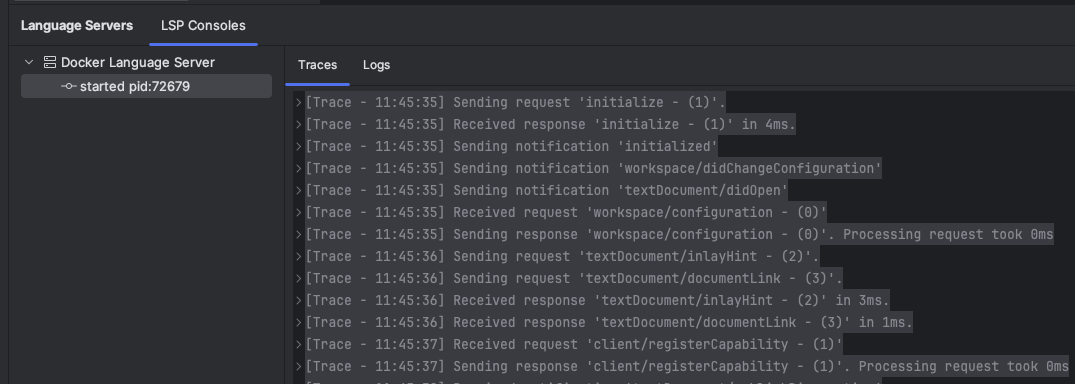 Language Servers
LSP Consoles
Docker Language Server
started pid:72679
Traces
Logs
[Trace - 11:45:35] Sending request 'initialize - (1)'.
[Trace - 11:45:35] Received response 'initialize - (1)' in 4ms.
[Trace - 11:45:35] Sending notification 'initialized'
[Trace - 11:45:35] Sending notification 'workspace/didChangeConfiguration'
[Trace - 11:45:35] Sending notification 'textDocument/didOpen'
[Trace - 11:45:35] Received request 'workspace/configuration - (0)'
[Trace - 11:45:35] Sending response 'workspace/configuration - (0)'. Processing request took 0ms
[Trace - 11:45:36] Sending request 'textDocument/inlayHint - (2)'.
[Trace - 11:45:36] Sending request 'textDocument/documentLink - (3)'.
[Trace - 11:45:36] Received response 'textDocument/inlayHint - (2)' in 3ms.
[Trace - 11:45:36] Received response 'textDocument/documentLink - (3)' in 1ms.
[Trace - 11:45:37] Received request 'client/registerCapability - (1)'
[Trace - 11:45:37] Sending response 'client/registerCapability - (1)'. Processing request took 0ms